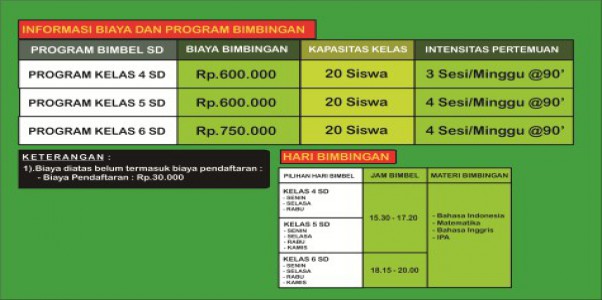 INFORMASI BIAYA DAN PROGRAM BIMBINGAN
PROGRAM BIMBEL SD BIAYA BIMBINGAN KAPASITAS KELAS INTENSITAS PERTEMUAN
PROGRAM KELAS 4 SD Rp.600.000 20 Siswa 3 Sesi/Minggu @90'
PROGRAM KELAS 5 SD Rp.600.000 20 Siswa 4 Sesi/Minggu @90'
PROGRAM KELAS 6 SD Rp.750.000 20 Siswa 4 Sesi/Minggu @90'
KETERANGAN :
1).Biaya diatas belum termasuk biaya pendaftaran :
- Biaya Pendaftaran : Rp.30.000
HARI BIMBINGAN
PILIHAN HARI BIMBEL JAM BIMBEL MATERI BIMBINGAN
KELAS 4 SD
- SENIN
- SELASA
- RABU
KELAS 5 SD
- SENIN
- SELASA
- RABU
- KAMIS
15.30 - 17.20
KELAS 6 SD
- SENIN
- SELASA
- RABU
- KAMIS
18.15 - 20.00
- Bahasa Indonesia
- Matematika
- Bahasa Inggris
- IPA